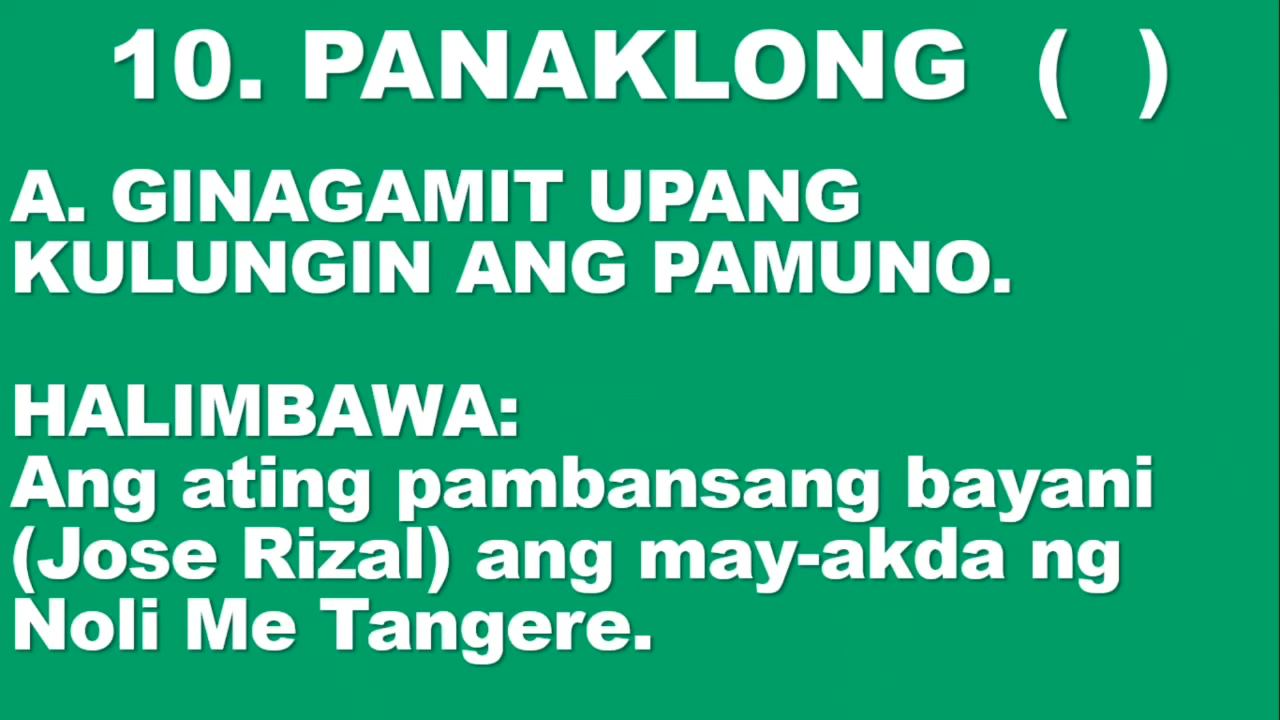 10. PANAKLONG ( )
A. GINAGAMIT UPANG
KULUNGIN ANG PAMUNO.
HALIMBAWA:
Ang ating pambansang bayani
(Jose Rizal) ang may-akda ng
Noli Me Tangere.